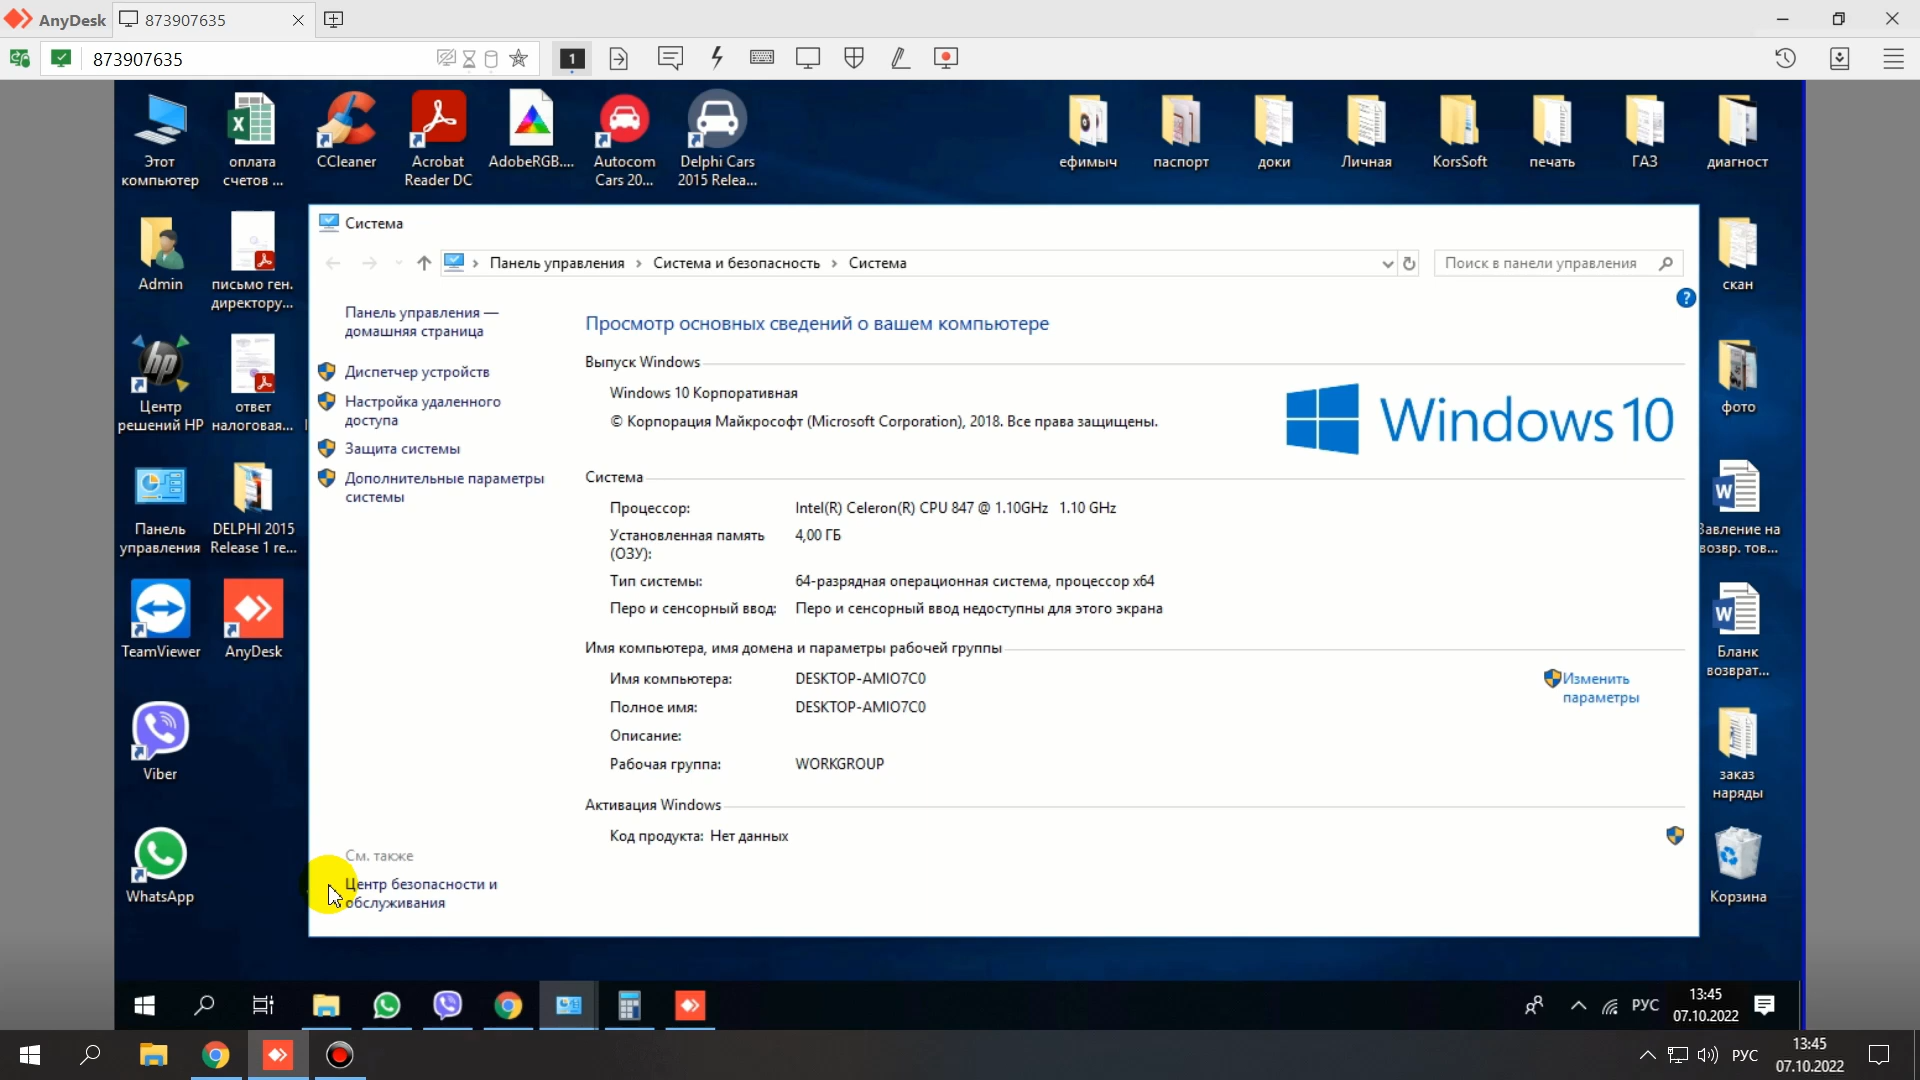 AnyDesk
873907635
873907635
1
Этот
компьютер
оплата
счетов ...
CCleaner
Acrobat
Reader DC
AdobeRGB....
Autocom
Cars 20...
Delphi Cars
2015 Relea...
ефимыч
паспорт
доки
Личная
KorsSoft
печать
ГАЗ
диагност
Admin
письмо ген.
директору...
Центр
решений HP
ответ
налоговая...
Панель
управления
DELPHI 2015
Release 1 re...
TeamViewer
AnyDesk
Viber
WhatsApp
Система
Панель управления
Система и безопасность
Система
Поиск в панели управления
?
Панель управления —
домашняя страница
Диспетчер устройств
Настройка удаленного
доступа
Защита системы
Дополнительные параметры
системы
См. также
Центр безопасности и
обслуживания
Просмотр основных сведений о вашем компьютере
Выпуск Windows
Windows 10 Корпоративная
© Корпорация Майкрософт (Microsoft Corporation), 2018. Все права защищены.
Windows 10
Система
Процессор: Intel(R) Celeron(R) CPU 847 @ 1.10GHz 1.10 GHz
Установленная память 4,00 ГБ
(ОЗУ):
Тип системы: 64-разрядная операционная система, процессор x64
Перо и сенсорный ввод: Перо и сенсорный ввод недоступны для этого экрана
Имя компьютера, имя домена и параметры рабочей группы
Имя компьютера: DESKTOP-AMIO7C0
Полное имя: DESKTOP-AMIO7C0
Описание:
Рабочая группа: WORKGROUP
Изменить
параметры
Активация Windows
Код продукта: Нет данных
скан
фото
Завление на
возвр. тов...
Бланк
возврат...
заказ
наряды
Корзина
РУС
13:45
07.10.2022
РУС
13:45
07.10.2022